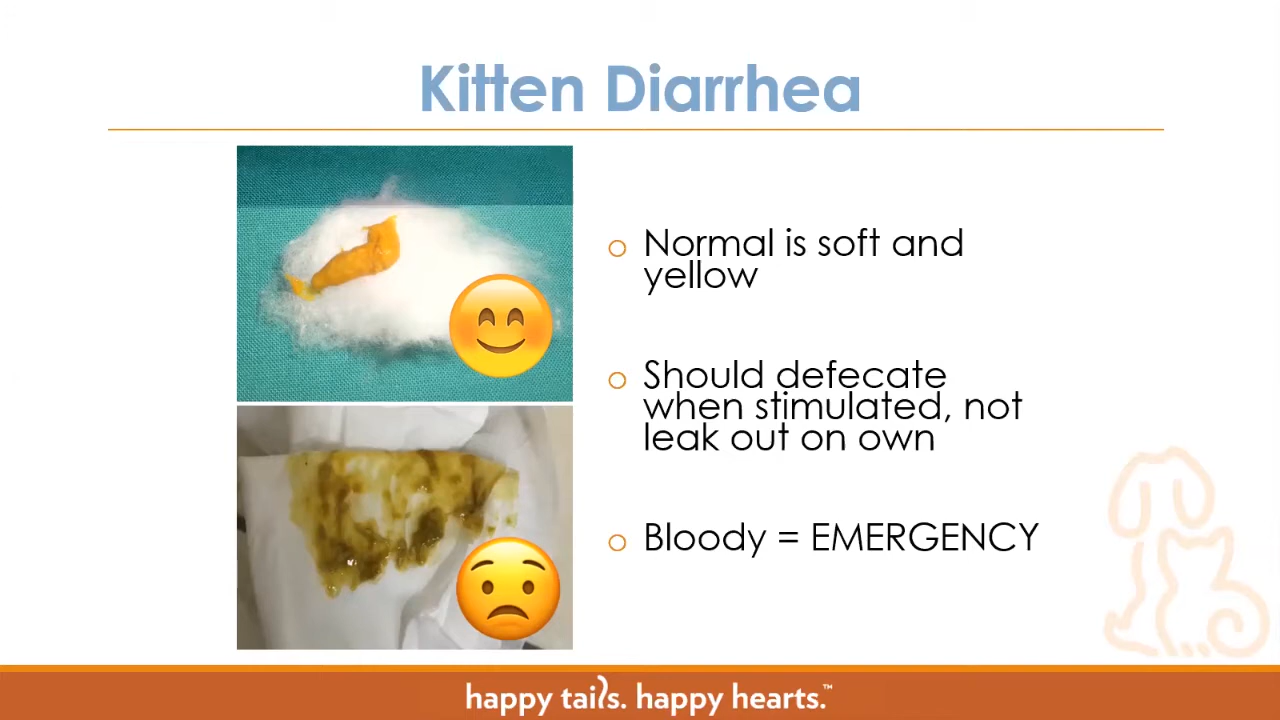 Kitten Diarrhea
Normal is soft and
yellow
Should defecate
when stimulated, not
leak out on own
Bloody = EMERGENCY
happy tails. happy hearts.™